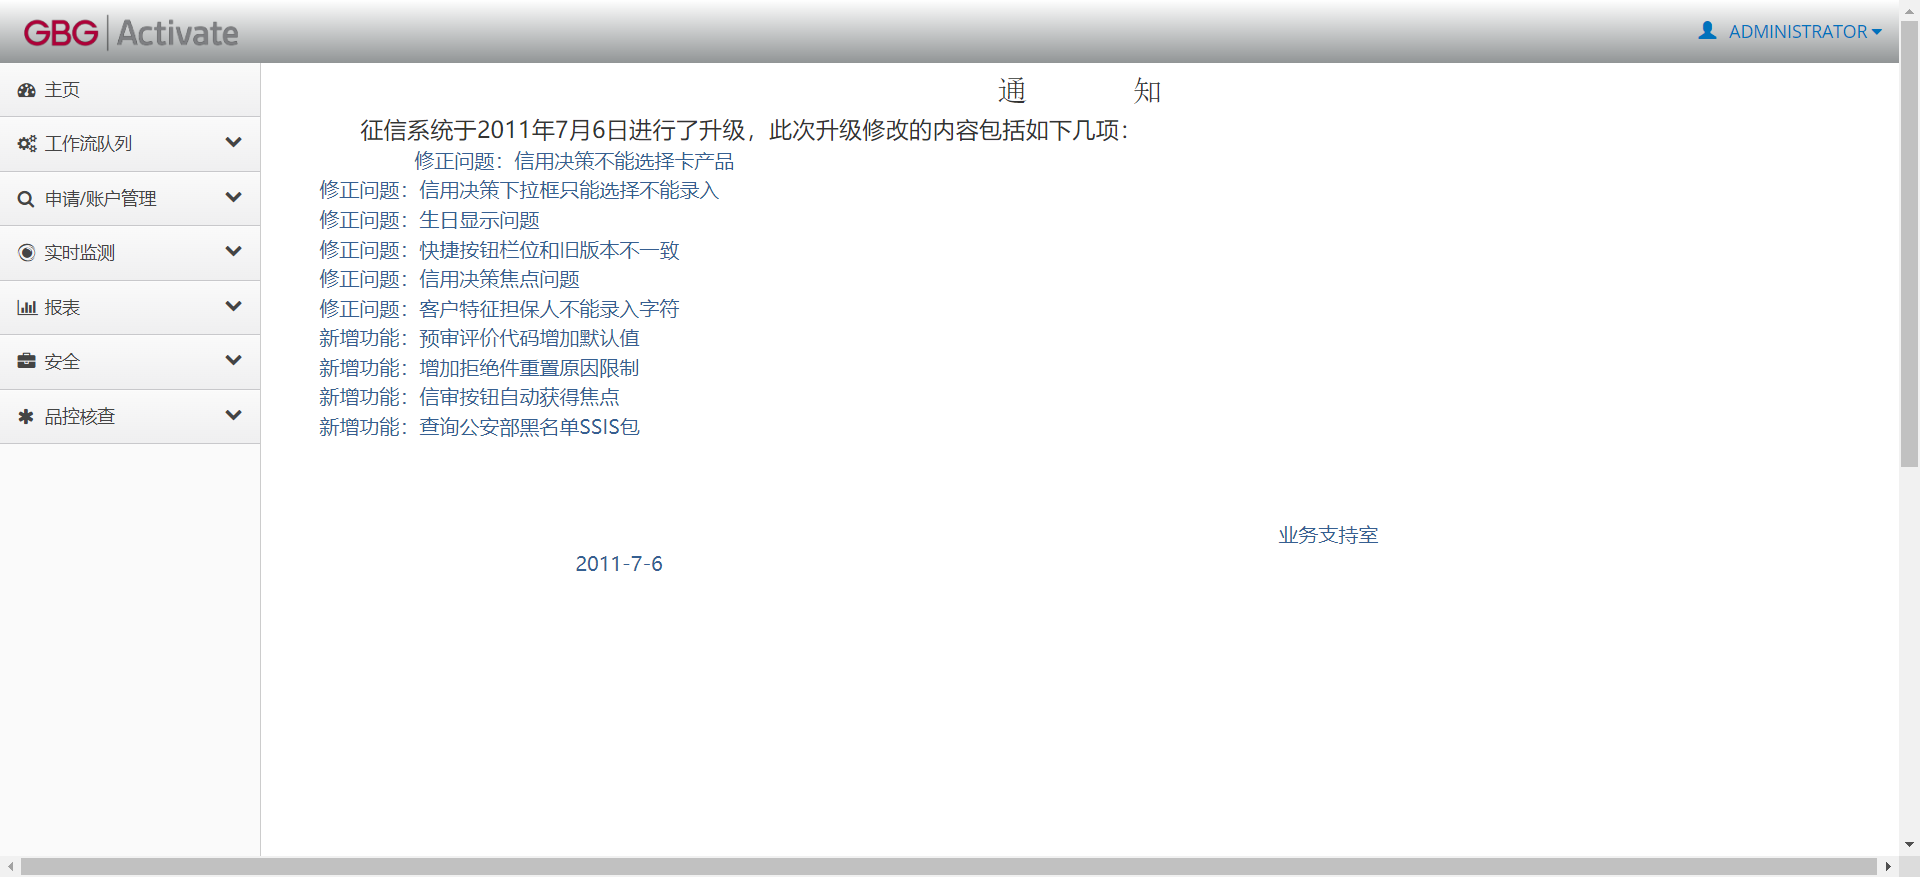 GBG Activate
ADMINISTRATOR
主页
工作流队列
申请/账户管理
实时监测
报表
安全
品控核查
通 知
征信系统于2011年7月6日进行了升级，此次升级修改的内容包括如下几项：
修正问题：信用决策不能选择卡产品
修正问题：信用决策下拉框只能选择不能录入
修正问题：生日显示问题
修正问题：快捷按钮栏位和旧版本不一致
修正问题：信用决策焦点问题
修正问题：客户特征担保人不能录入字符
新增功能：预审评价代码增加默认值
新增功能：增加拒绝件重置原因限制
新增功能：信审按钮自动获得焦点
新增功能：查询公安部黑名单SSIS包
业务支持室
2011-7-6